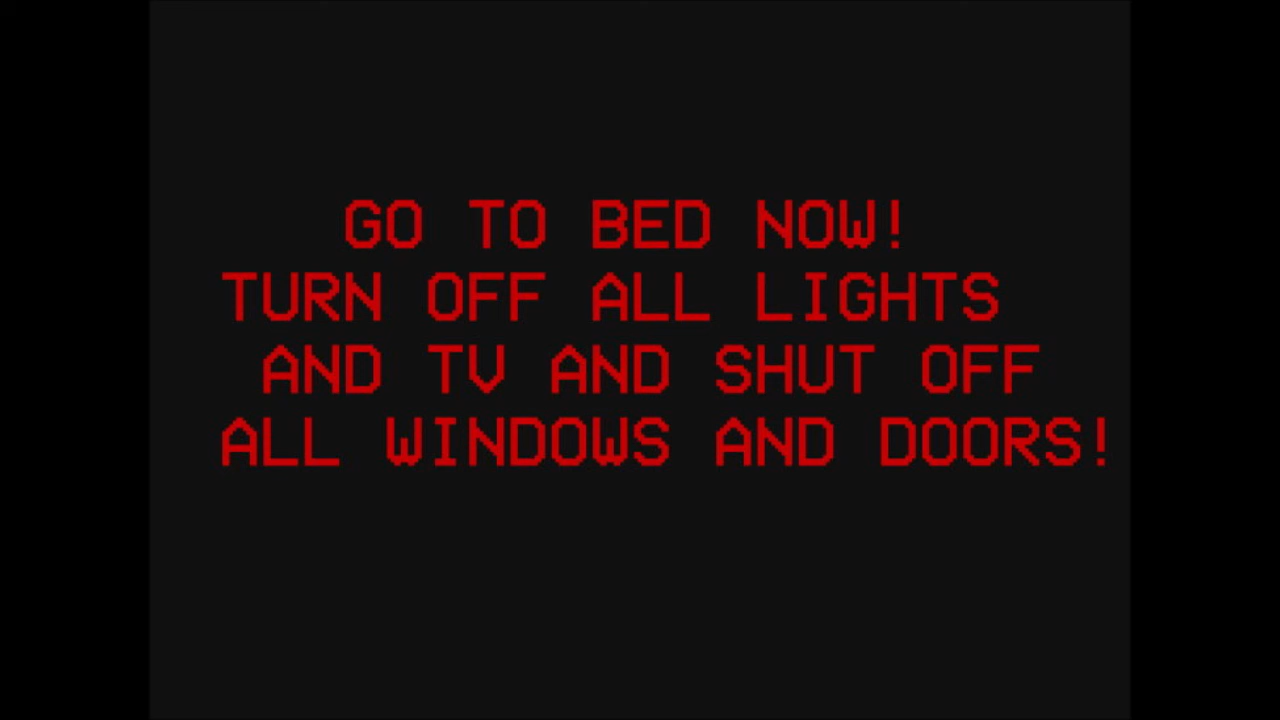 GO TO BED NOW!
TURN OFF ALL LIGHTS
AND TV AND SHUT OFF
ALL WINDOWS AND DOORS!